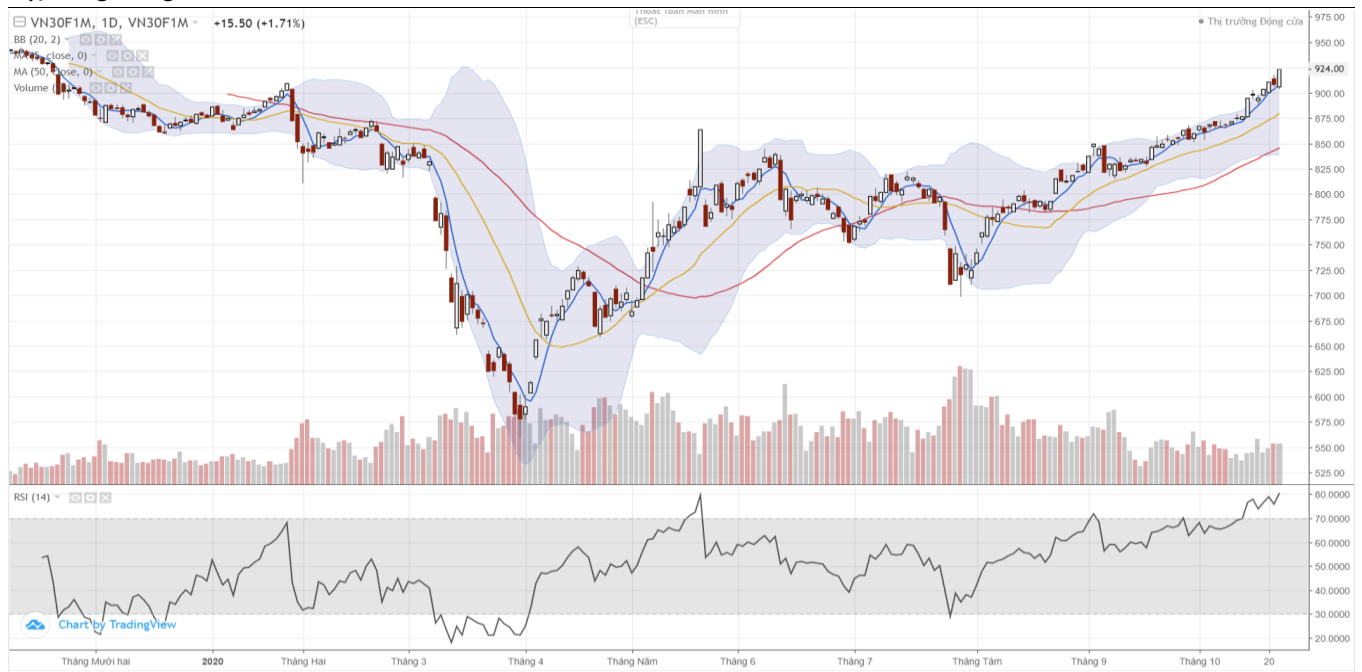 VN30F1M, 1D, VN30F1M +15.50 (+1.71%)
(ESC)
Thị trường Đóng cửa
BB (20, 2)
close, 0)
MA (50, close, 0)
Volume
975.00
950.00
924.00
900.00
875.00
850.00
825.00
800.00
775.00
750.00
725.00
700.00
675.00
650.00
625.00
600.00
575.00
550.00
525.00
RSI (14)
80.0000
70.0000
60.0000
50.0000
40.0000
30.0000
20.0000
Chart by TradingView
Tháng Mười hai 2020 Tháng Hai Tháng 3 Tháng 4 Tháng Năm Tháng 6 Tháng 7 Tháng Tám Tháng 9 Tháng 10 20